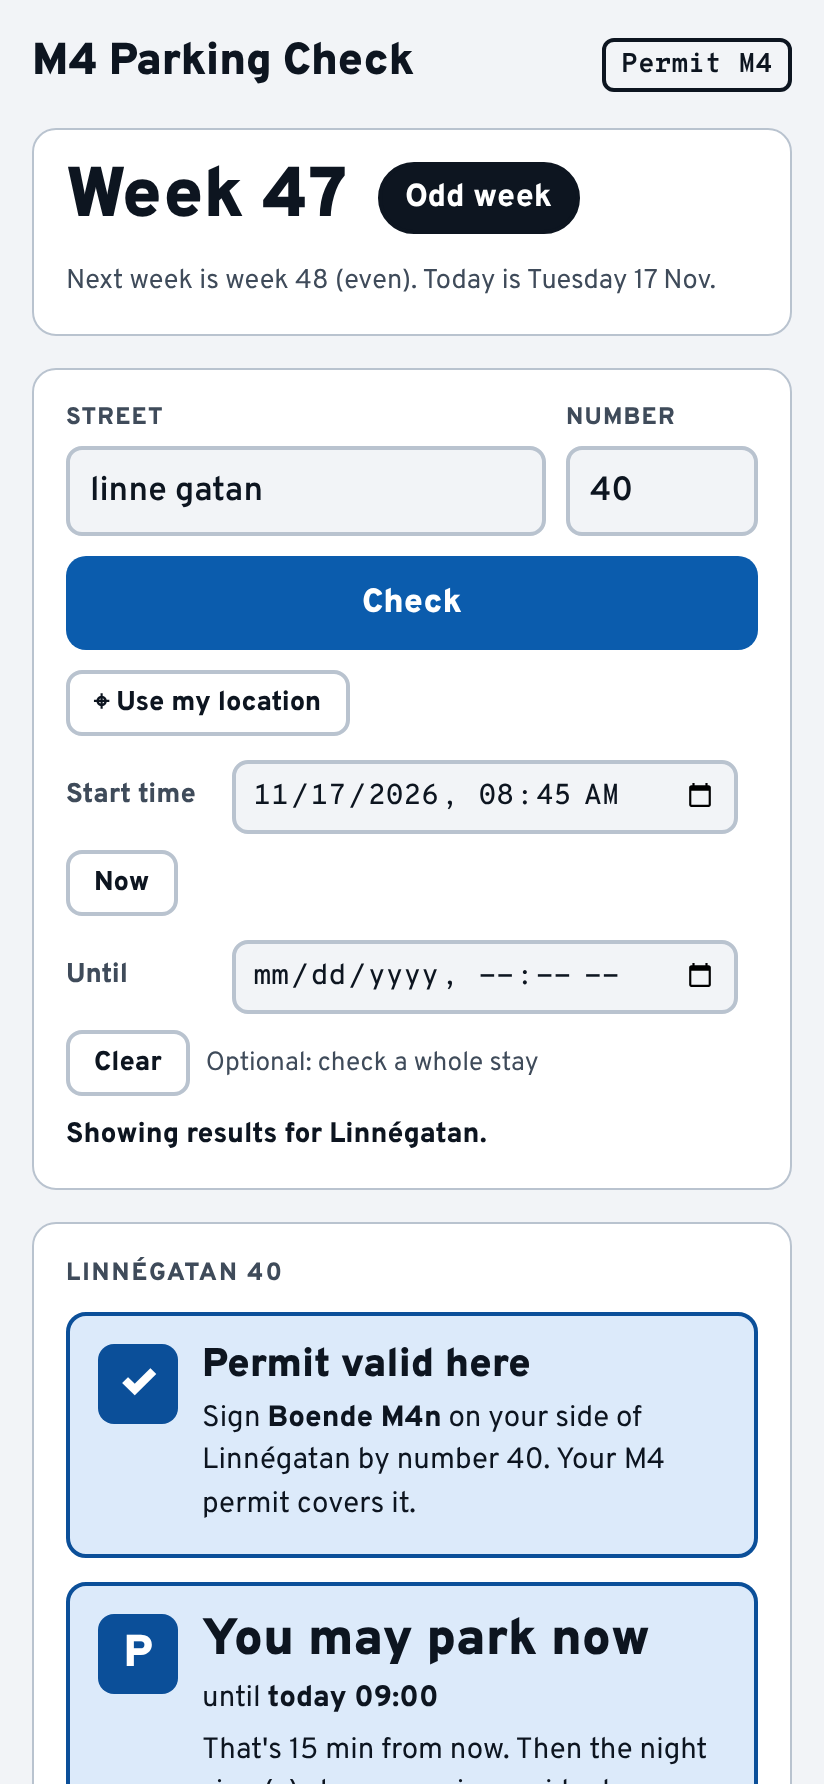 M4 Parking Check
Permit M4
Week 47
Odd week
Next week is week 48 (even). Today is Tuesday 17 Nov.
STREET
NUMBER
linne gatan
40
Check
⌖ Use my location
Start time
11/17/2026, 08:45 AM
Now
Until
mm/dd/yyyy, --:-- --
Clear
Optional: check a whole stay
Showing results for Linnégatan.
LINNÉGATAN 40
Permit valid here
Sign Boende M4n on your side of
Linnégatan by number 40. Your M4
permit covers it.
P
You may park now
until today 09:00
That's 15 min from now. Then the night